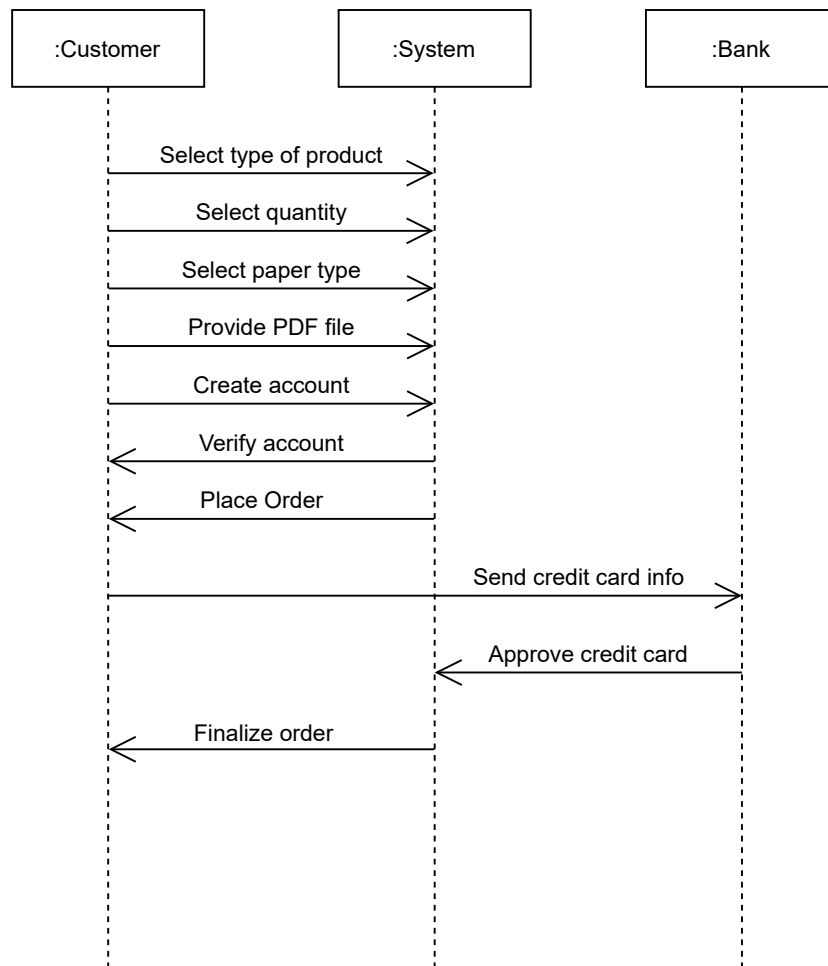 :Customer
:System
:Bank
Select type of product
Select quantity
Select paper type
Provide PDF file
Create account
Verify account
Place Order
Send credit card info
Approve credit card
Finalize order